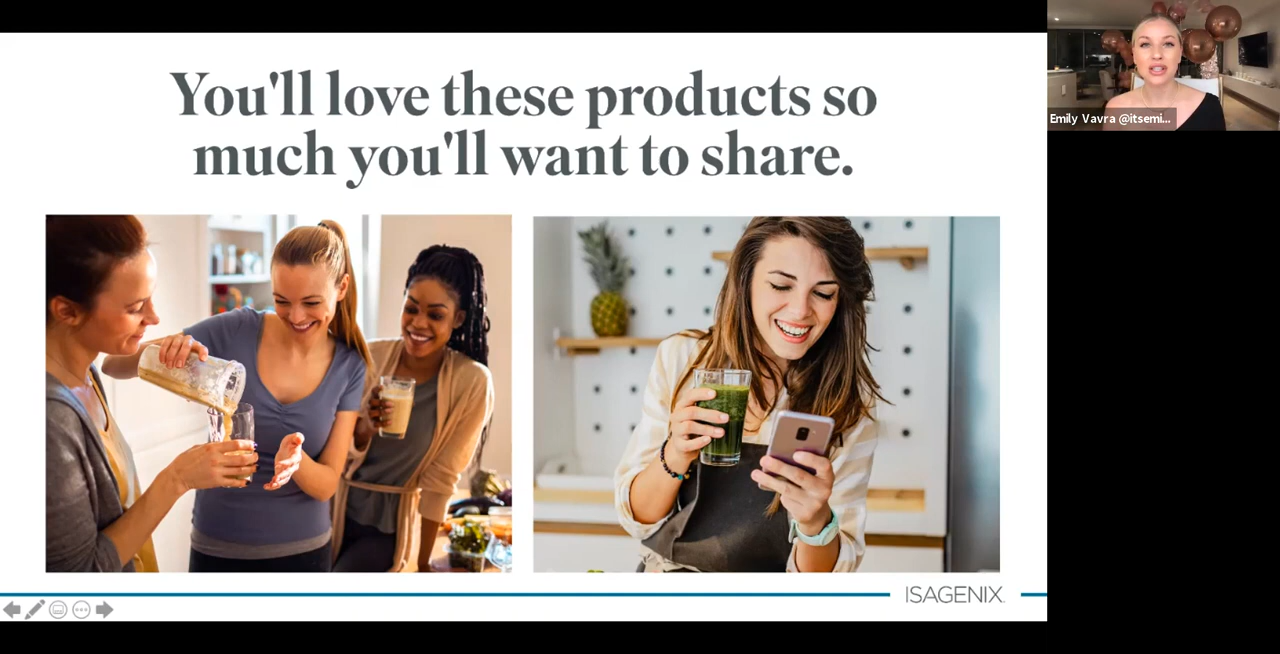 You'll love these products so
much you'll want to share.
Emily Vavra @itsemi...
ISAGENIX